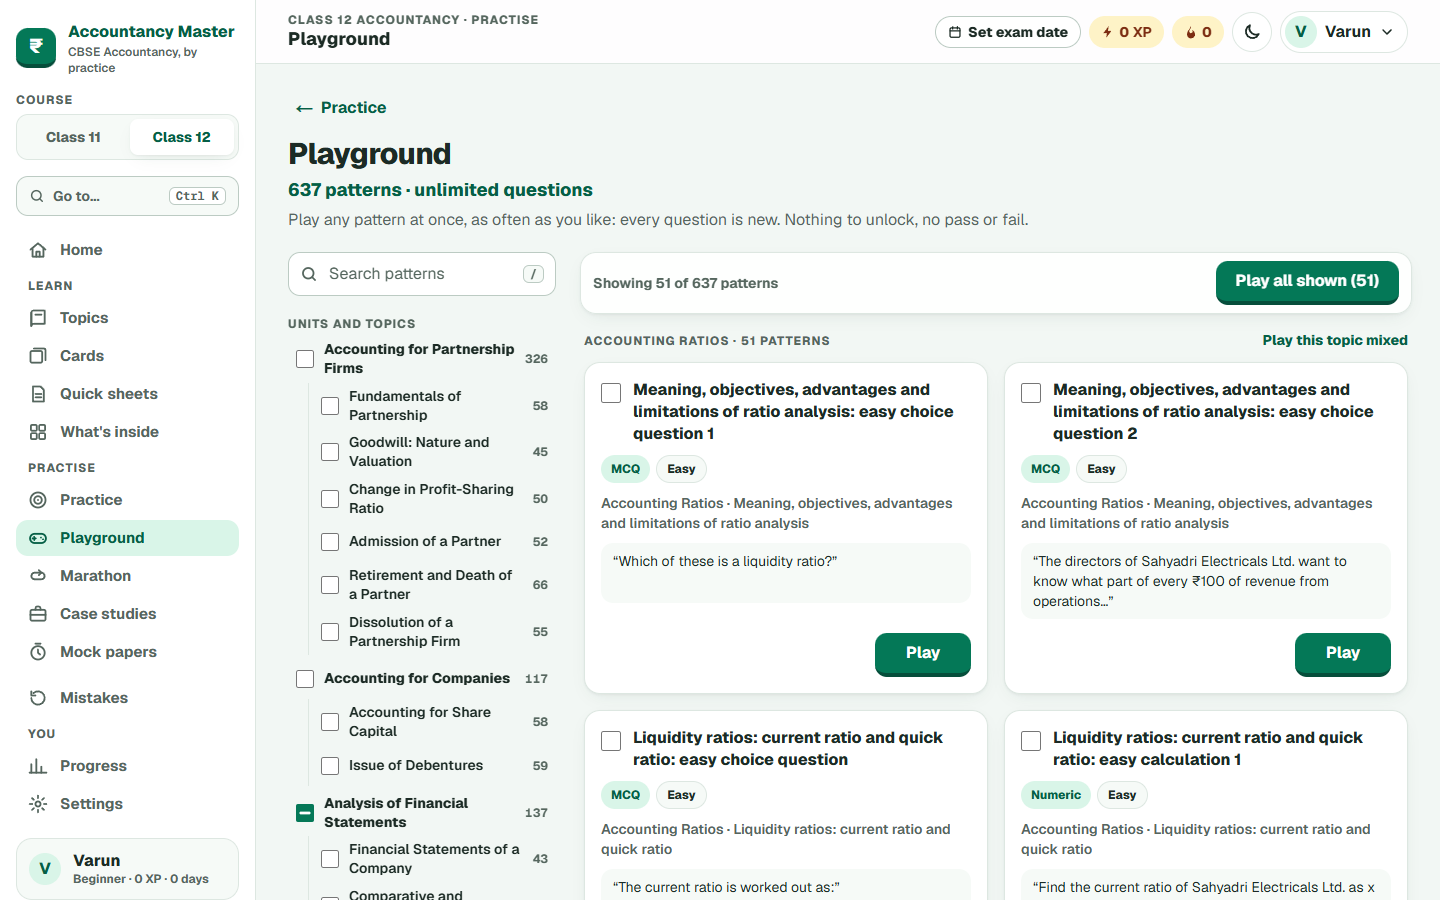 Accountancy Master
CBSE Accountancy, by
practice
COURSE
Class 11
Class 12
Go to...
Ctrl K
Home
LEARN
Topics
Cards
Quick sheets
What's inside
PRACTISE
Practice
Playground
Marathon
Case studies
Mock papers
Mistakes
YOU
Progress
Settings
V
Varun
Beginner · 0 XP · 0 days
CLASS 12 ACCOUNTANCY · PRACTISE
Playground
Set exam date
0 XP
0
V
Varun
← Practice
Playground
637 patterns · unlimited questions
Play any pattern at once, as often as you like: every question is new. Nothing to unlock, no pass or fail.
Search patterns
/
UNITS AND TOPICS
Accounting for Partnership
Firms
326
Fundamentals of
Partnership
58
Goodwill: Nature and
Valuation
45
Change in Profit-Sharing
Ratio
50
Admission of a Partner
52
Retirement and Death of
a Partner
66
Dissolution of a
Partnership Firm
55
Accounting for Companies
117
Accounting for Share
Capital
58
Issue of Debentures
59
Analysis of Financial
Statements
137
Financial Statements of a
Company
43
Comparative and
Showing 51 of 637 patterns
Play all shown (51)
ACCOUNTING RATIOS · 51 PATTERNS
Play this topic mixed
Meaning, objectives, advantages and
limitations of ratio analysis: easy choice
question 1
MCQ
Easy
Accounting Ratios · Meaning, objectives, advantages
and limitations of ratio analysis
“Which of these is a liquidity ratio?”
Play
Meaning, objectives, advantages and
limitations of ratio analysis: easy choice
question 2
MCQ
Easy
Accounting Ratios · Meaning, objectives, advantages
and limitations of ratio analysis
“The directors of Sahyadri Electricals Ltd. want to
know what part of every ₹100 of revenue from
operations…”
Play
Liquidity ratios: current ratio and quick
ratio: easy choice question
MCQ
Easy
Accounting Ratios · Liquidity ratios: current ratio and
quick ratio
“The current ratio is worked out as:”
Liquidity ratios: current ratio and quick
ratio: easy calculation 1
Numeric
Easy
Accounting Ratios · Liquidity ratios: current ratio and
quick ratio
“Find the current ratio of Sahyadri Electricals Ltd. as x